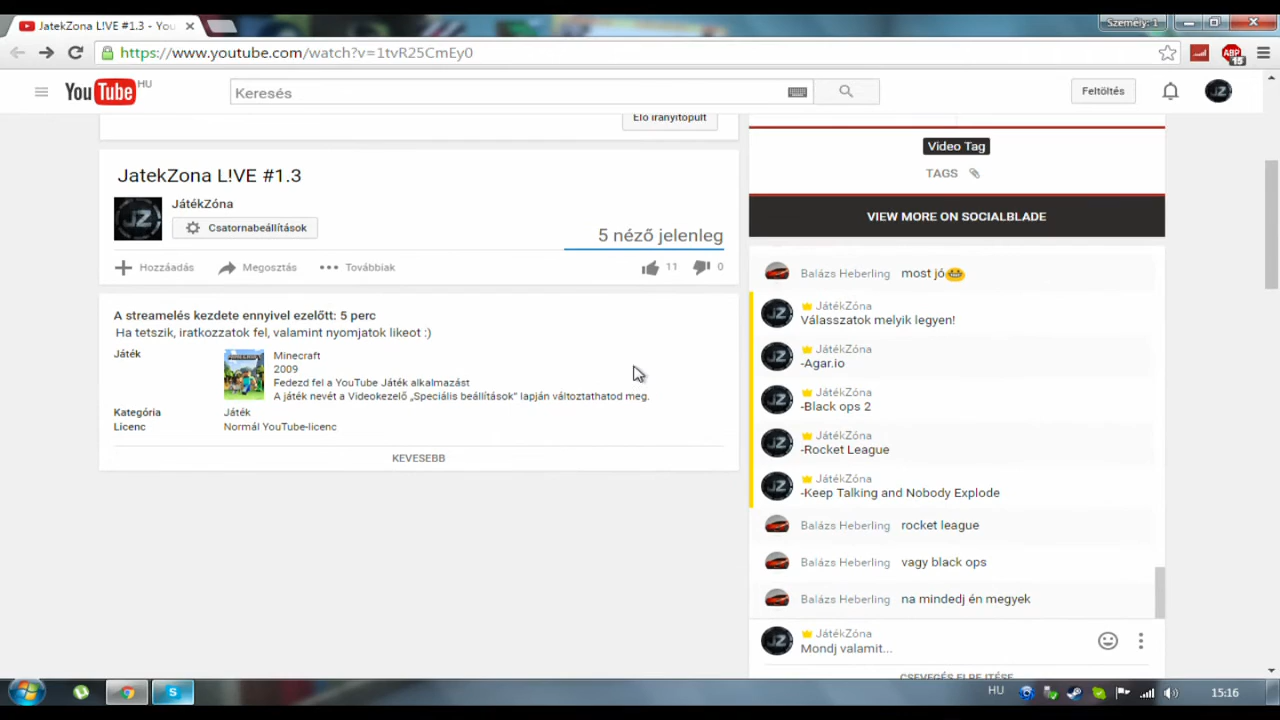 JatekZona L!VE #1.3 - You
Személy: 1
https://www.youtube.com/watch?v=1tvR25CmEy0
ABP
15
YouTube HU
Keresés
Feltöltés
JZ
Élő irányítópult
JatekZona L!VE #1.3
JZ
JátékZóna
Csatornabeállítások
5 néző jelenleg
Hozzáadás
Megosztás
Továbbiak
11
0
A streamelés kezdete ennyivel ezelőtt: 5 perc
Ha tetszik, iratkozzatok fel, valamint nyomjatok likeot :)
Játék
Minecraft
2009
Fedezd fel a YouTube Játék alkalmazást
A játék nevét a Videokezelő „Speciális beállítások” lapján változtathatod meg.
Kategória
Játék
Licenc
Normál YouTube-licenc
KEVESEBB
Video Tag
TAGS
VIEW MORE ON SOCIALBLADE
Balázs Heberling most jó
JátékZóna
Válasszatok melyik legyen!
JátékZóna
-Agar.io
JátékZóna
-Black ops 2
JátékZóna
-Rocket League
JátékZóna
-Keep Talking and Nobody Explode
Balázs Heberling rocket league
Balázs Heberling vagy black ops
Balázs Heberling na mindedj én megyek
JátékZóna
Mondj valamit...
CSEVEGÉS ELREJTÉSE
HU
15:16